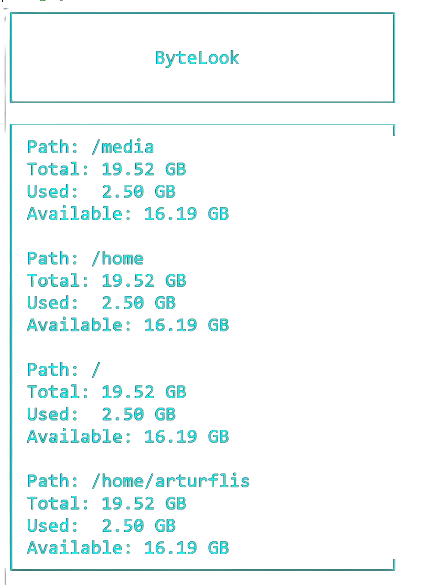 ByteLook
Path: /media
Total: 19.52 GB
Used:  2.50 GB
Available: 16.19 GB
Path: /home
Total: 19.52 GB
Used:  2.50 GB
Available: 16.19 GB
Path: /
Total: 19.52 GB
Used:  2.50 GB
Available: 16.19 GB
Path: /home/arturflis
Total: 19.52 GB
Used:  2.50 GB
Available: 16.19 GB